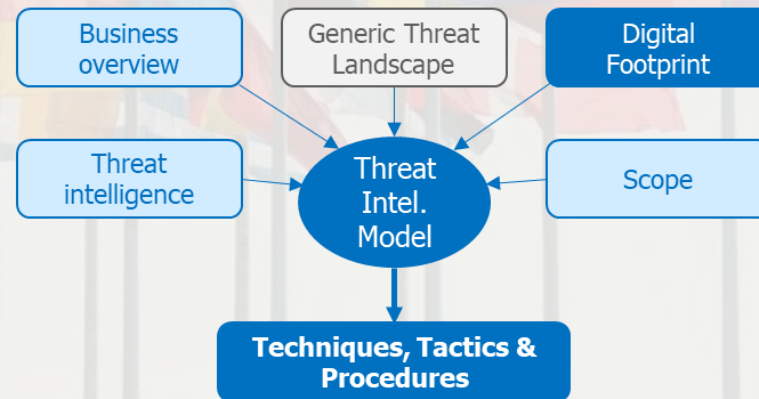 Business
overview
Generic Threat
Landscape
Digital
Footprint
Threat
intelligence
Threat
Intel.
Model
Scope
Techniques, Tactics &
Procedures